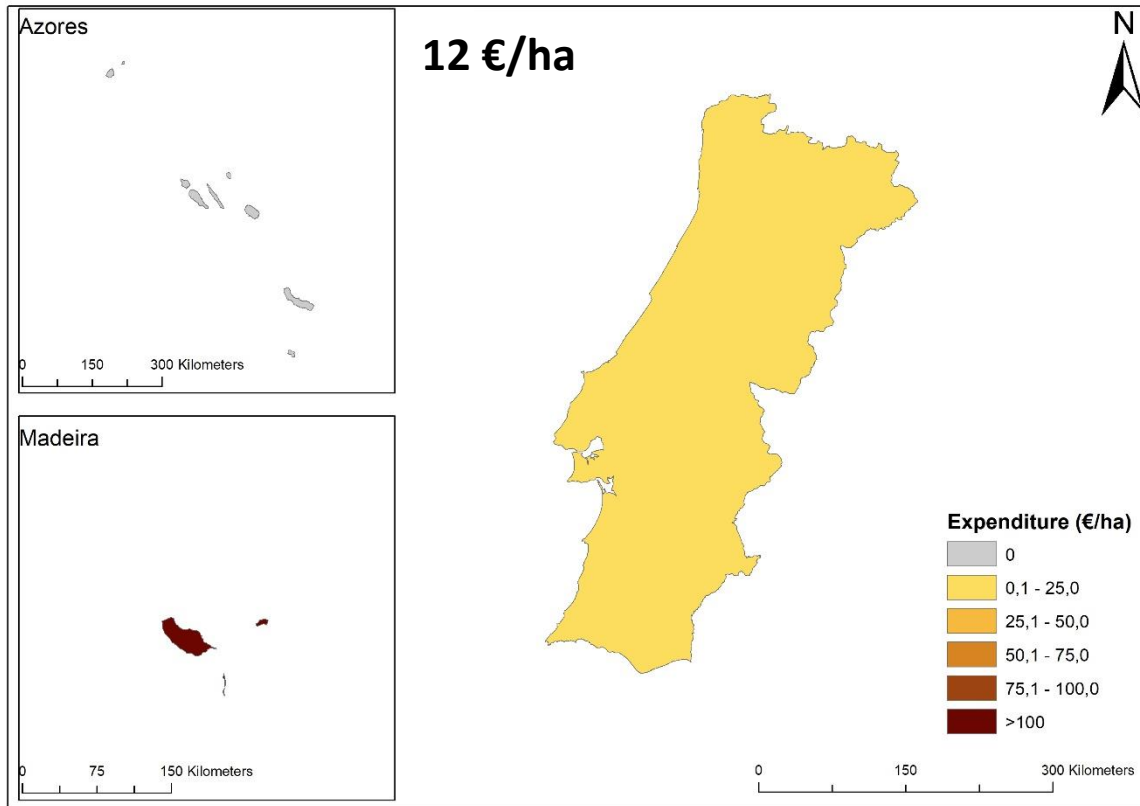 Azores
12 €/ha
N
0 150 300 Kilometers
Madeira
0 75 150 Kilometers
Expenditure (€/ha)
0
0,1 - 25,0
25,1 - 50,0
50,1 - 75,0
75,1 - 100,0
>100
0 150 300 Kilometers